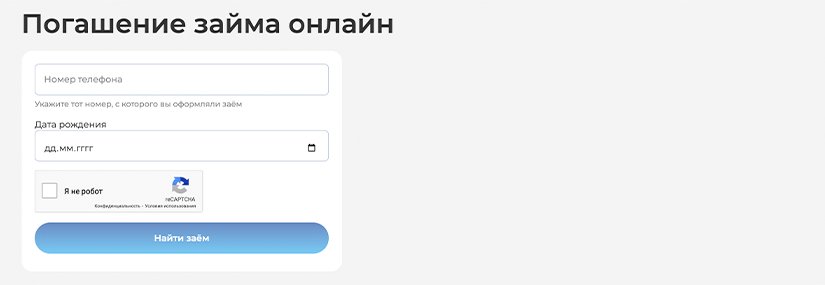 Погашение займа онлайн
Номер телефона
Укажите тот номер, с которого вы оформляли заём
Дата рождения
дд.мм.гггг
Я не робот
reCAPTCHA
Конфиденциальность - Условия использования
Найти заём